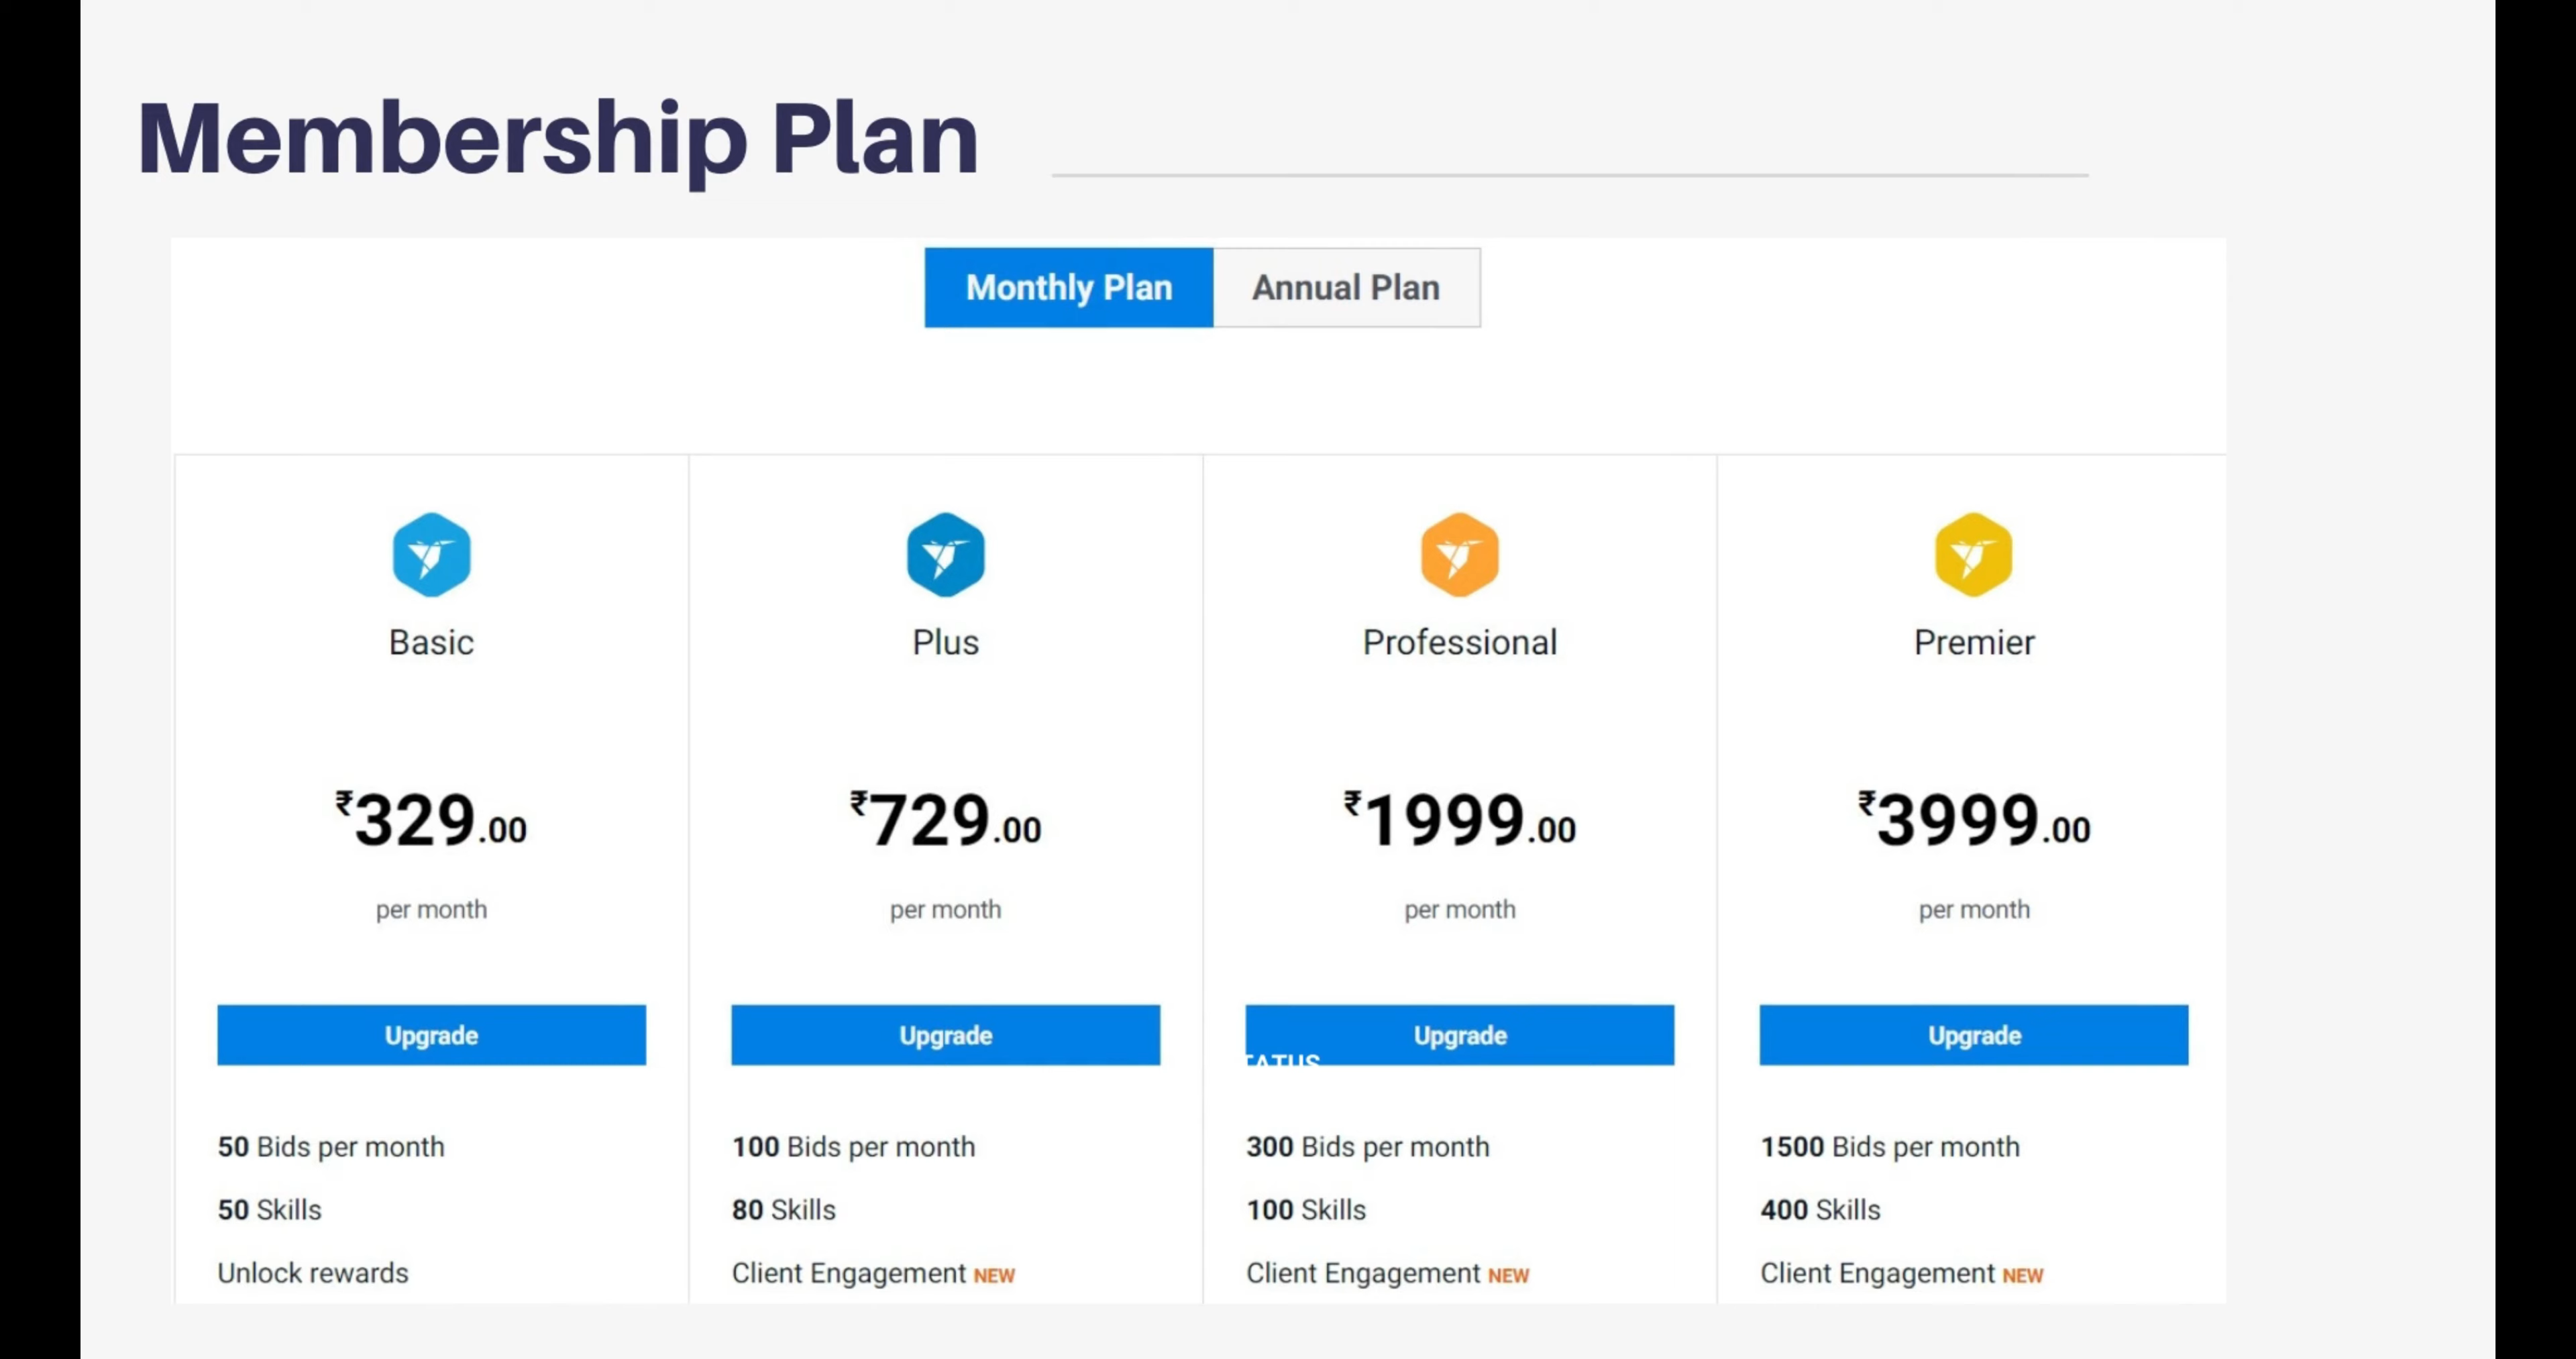 Membership Plan
Monthly Plan
Annual Plan
Basic
₹329.00
per month
Upgrade
50 Bids per month
50 Skills
Unlock rewards
Plus
₹729.00
per month
Upgrade
100 Bids per month
80 Skills
Client Engagement NEW
Professional
₹1999.00
per month
Upgrade
300 Bids per month
100 Skills
Client Engagement NEW
Premier
₹3999.00
per month
Upgrade
1500 Bids per month
400 Skills
Client Engagement NEW